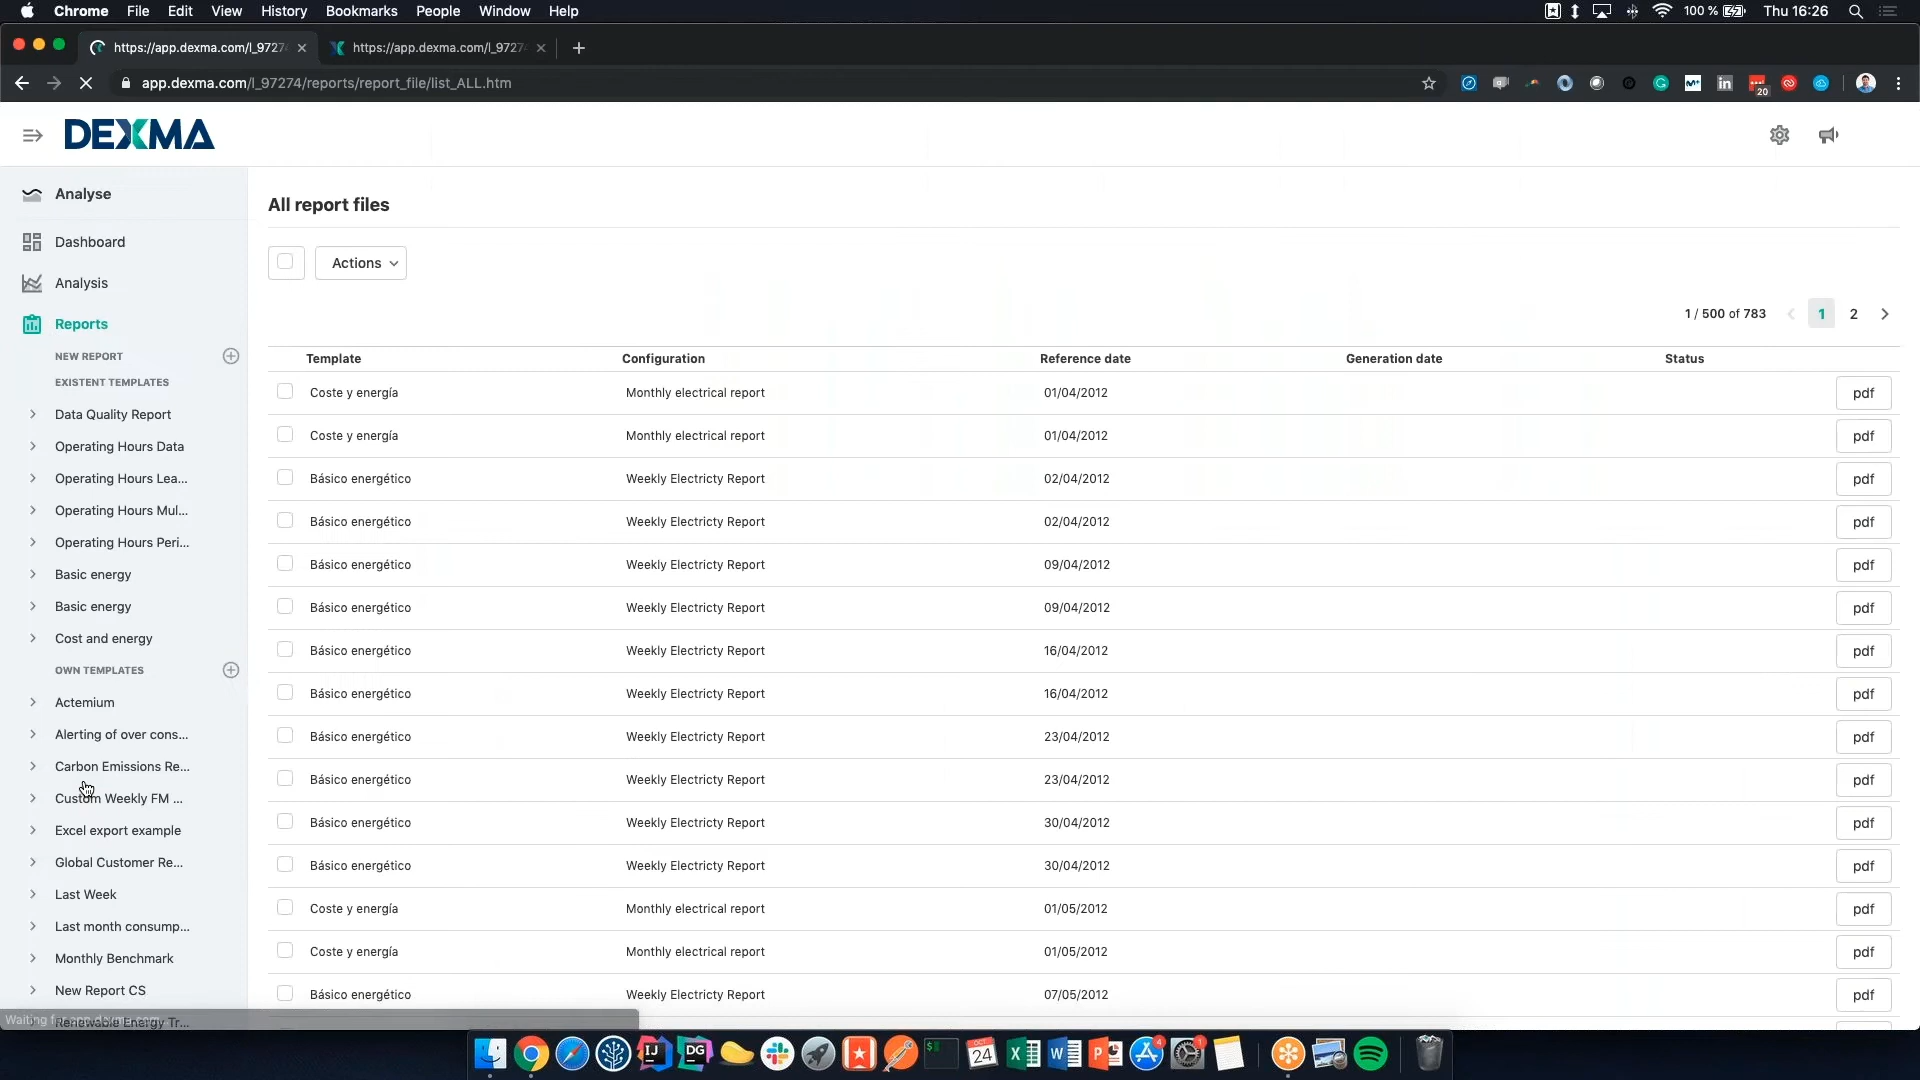 Chrome File Edit View History Bookmarks People Window Help 100 % Thu 16:26
https://app.dexma.com/l_9727 https://app.dexma.com/l_9727
app.dexma.com/l_97274/reports/report_file/list_ALL.htm 20
DEXMA
Analyse
Dashboard
Analysis
Reports
NEW REPORT
EXISTENT TEMPLATES
Data Quality Report
Operating Hours Data
Operating Hours Lea...
Operating Hours Mul...
Operating Hours Peri...
Basic energy
Basic energy
Cost and energy
OWN TEMPLATES
Actemium
Alerting of over cons...
Carbon Emissions Re...
Custom Weekly FM ...
Excel export example
Global Customer Re...
Last Week
Last month consump...
Monthly Benchmark
New Report CS
Renewable Energy Tr...
All report files
Actions
1 / 500 of 783 1 2
Template Configuration Reference date Generation date Status
Coste y energía Monthly electrical report 01/04/2012 pdf
Coste y energía Monthly electrical report 01/04/2012 pdf
Básico energético Weekly Electricty Report 02/04/2012 pdf
Básico energético Weekly Electricty Report 02/04/2012 pdf
Básico energético Weekly Electricty Report 09/04/2012 pdf
Básico energético Weekly Electricty Report 09/04/2012 pdf
Básico energético Weekly Electricty Report 16/04/2012 pdf
Básico energético Weekly Electricty Report 16/04/2012 pdf
Básico energético Weekly Electricty Report 23/04/2012 pdf
Básico energético Weekly Electricty Report 23/04/2012 pdf
Básico energético Weekly Electricty Report 30/04/2012 pdf
Básico energético Weekly Electricty Report 30/04/2012 pdf
Coste y energía Monthly electrical report 01/05/2012 pdf
Coste y energía Monthly electrical report 01/05/2012 pdf
Básico energético Weekly Electricty Report 07/05/2012 pdf
IJ DG 24 4 1